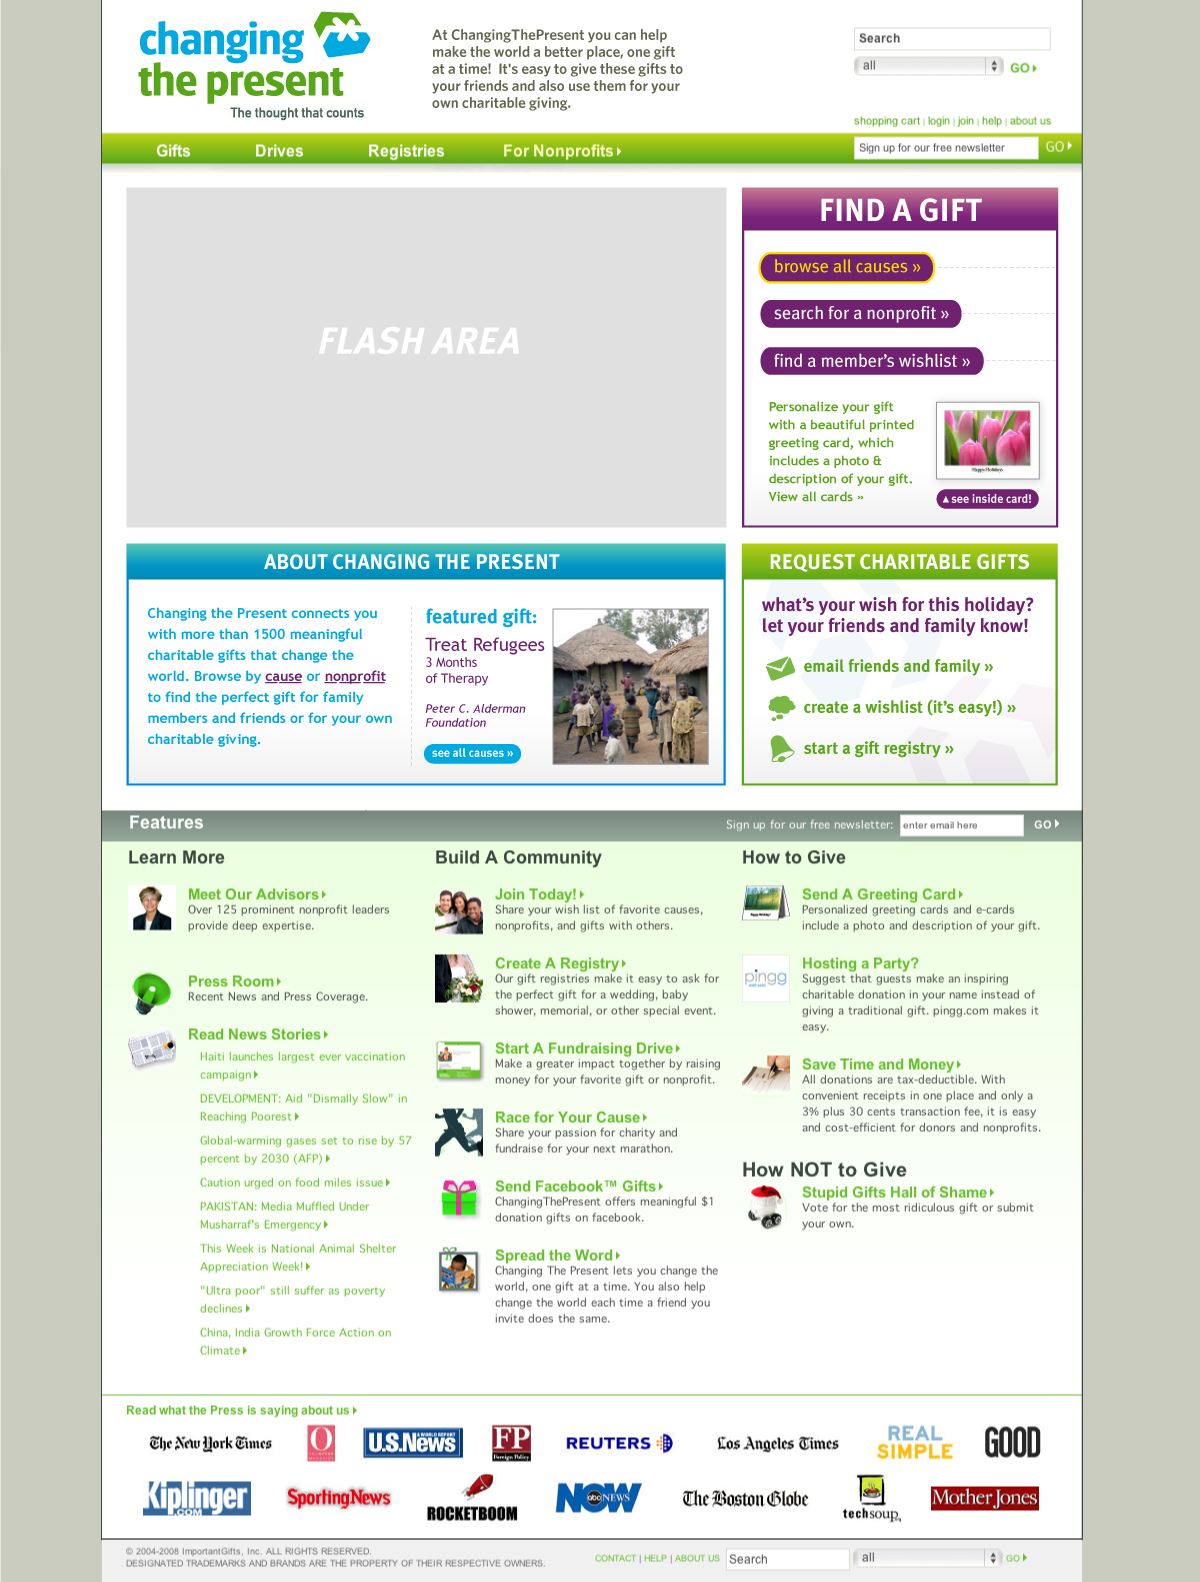 changing
the present
The thought that counts
At ChangingThePresent you can help
make the world a better place, one gift
at a time!  It's easy to give these gifts to
your friends and also use them for your
own charitable giving.
Search
all
GO
shopping cart | login | join | help | about us
Gifts
Drives
Registries
For Nonprofits
Sign up for our free newsletter
GO
FLASH AREA
FIND A GIFT
browse all causes »
search for a nonprofit »
find a member's wishlist »
Personalize your gift
with a beautiful printed
greeting card, which
includes a photo &
description of your gift.
View all cards »
Happy Holidays
see inside card!
ABOUT CHANGING THE PRESENT
Changing the Present connects you
with more than 1500 meaningful
charitable gifts that change the
world. Browse by cause or nonprofit
to find the perfect gift for family
members and friends or for your own
charitable giving.
featured gift:
Treat Refugees
3 Months
of Therapy
Peter C. Alderman
Foundation
see all causes »
REQUEST CHARITABLE GIFTS
what's your wish for this holiday?
let your friends and family know!
email friends and family »
create a wishlist (it's easy!) »
start a gift registry »
Features
Sign up for our free newsletter:
enter email here
GO
Learn More
Meet Our Advisors
Over 125 prominent nonprofit leaders
provide deep expertise.
Press Room
Recent News and Press Coverage.
Read News Stories
Haiti launches largest ever vaccination
campaign
DEVELOPMENT: Aid "Dismally Slow" in
Reaching Poorest
Global-warming gases set to rise by 57
percent by 2030 (AFP)
Caution urged on food miles issue
PAKISTAN: Media Muffled Under
Musharraf's Emergency
This Week is National Animal Shelter
Appreciation Week!
"Ultra poor" still suffer as poverty
declines
China, India Growth Force Action on
Climate
Build A Community
Join Today!
Share your wish list of favorite causes,
nonprofits, and gifts with others.
Create A Registry
Our gift registries make it easy to ask for
the perfect gift for a wedding, baby
shower, memorial, or other special event.
Start A Fundraising Drive
Make a greater impact together by raising
money for your favorite gift or nonprofit.
Race for Your Cause
Share your passion for charity and
fundraise for your next marathon.
Send Facebook™ Gifts
ChangingThePresent offers meaningful $1
donation gifts on facebook.
Spread the Word
Changing The Present lets you change the
world, one gift at a time. You also help
change the world each time a friend you
invite does the same.
How to Give
Send A Greeting Card
Personalized greeting cards and e-cards
include a photo and description of your gift.
pingg
Hosting a Party?
Suggest that guests make an inspiring
charitable donation in your name instead of
giving a traditional gift. pingg.com makes it
easy.
Save Time and Money
All donations are tax-deductible. With
convenient receipts in one place and only a
3% plus 30 cents transaction fee, it is easy
and cost-efficient for donors and nonprofits.
How NOT to Give
Stupid Gifts Hall of Shame
Vote for the most ridiculous gift or submit
your own.
Read what the Press is saying about us
The New York Times
O
U.S.News
& WORLD REPORT
FP
Foreign Policy
REUTERS
Los Angeles Times
REAL
SIMPLE
GOOD
Kiplinger
.COM
SportingNews
ROCKETBOOM
NOW
abc NEWS
The Boston Globe
techsoup
Mother Jones
© 2004-2008 ImportantGifts, Inc. ALL RIGHTS RESERVED.
DESIGNATED TRADEMARKS AND BRANDS ARE THE PROPERTY OF THEIR RESPECTIVE OWNERS.
CONTACT | HELP | ABOUT US
Search
all
GO